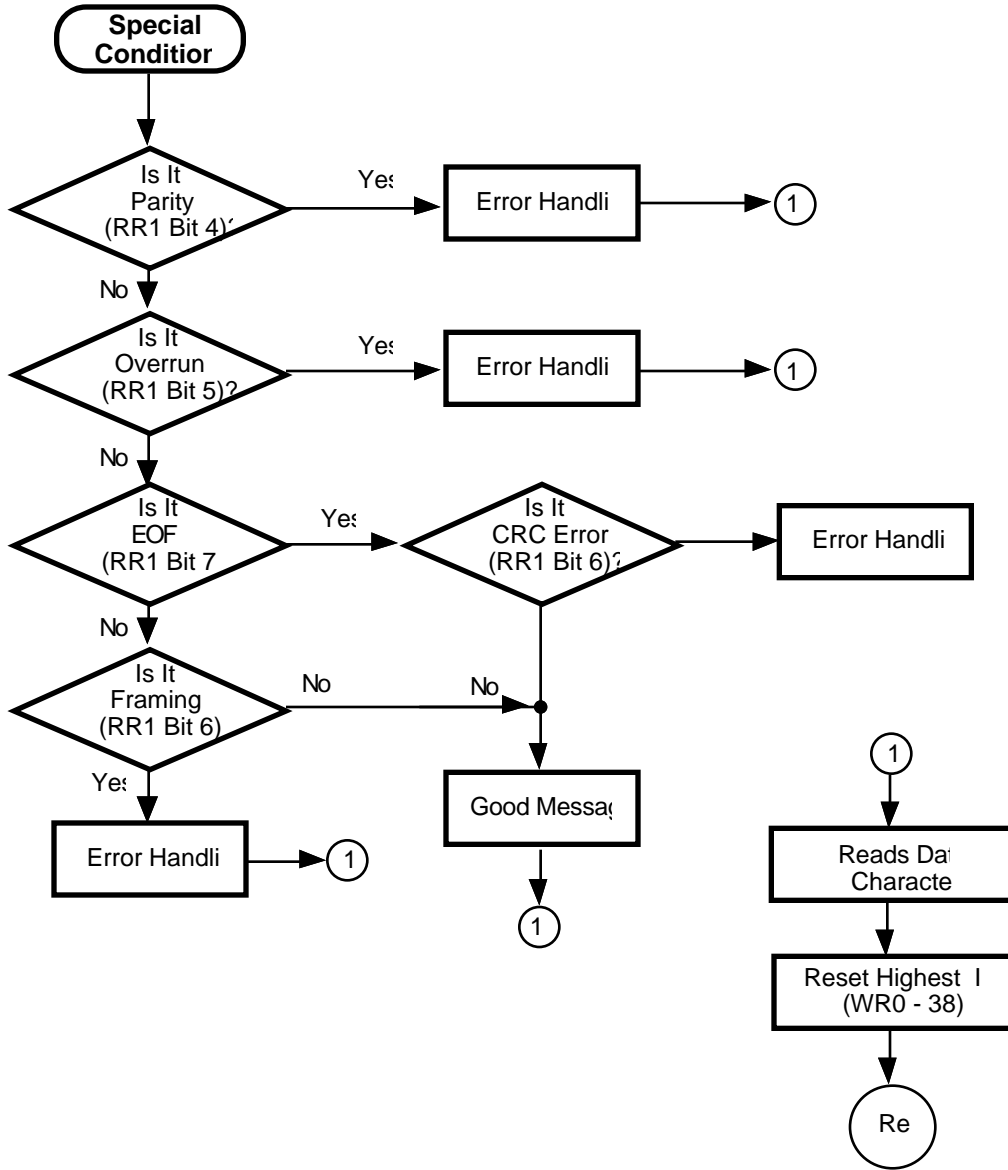 Special
Condition
Is It
Parity
(RR1 Bit 4)?
Yes
Error Handli
1
No
Is It
Overrun
(RR1 Bit 5)?
Yes
Error Handli
1
No
Is It
EOF
(RR1 Bit 7
Yes
Is It
CRC Error
(RR1 Bit 6)?
Error Handli
No
Is It
Framing
(RR1 Bit 6)
No
No
Yes
Error Handli
1
Good Messag
1
1
Reads Dat
Characte
Reset Highest I
(WR0 - 38)
Re